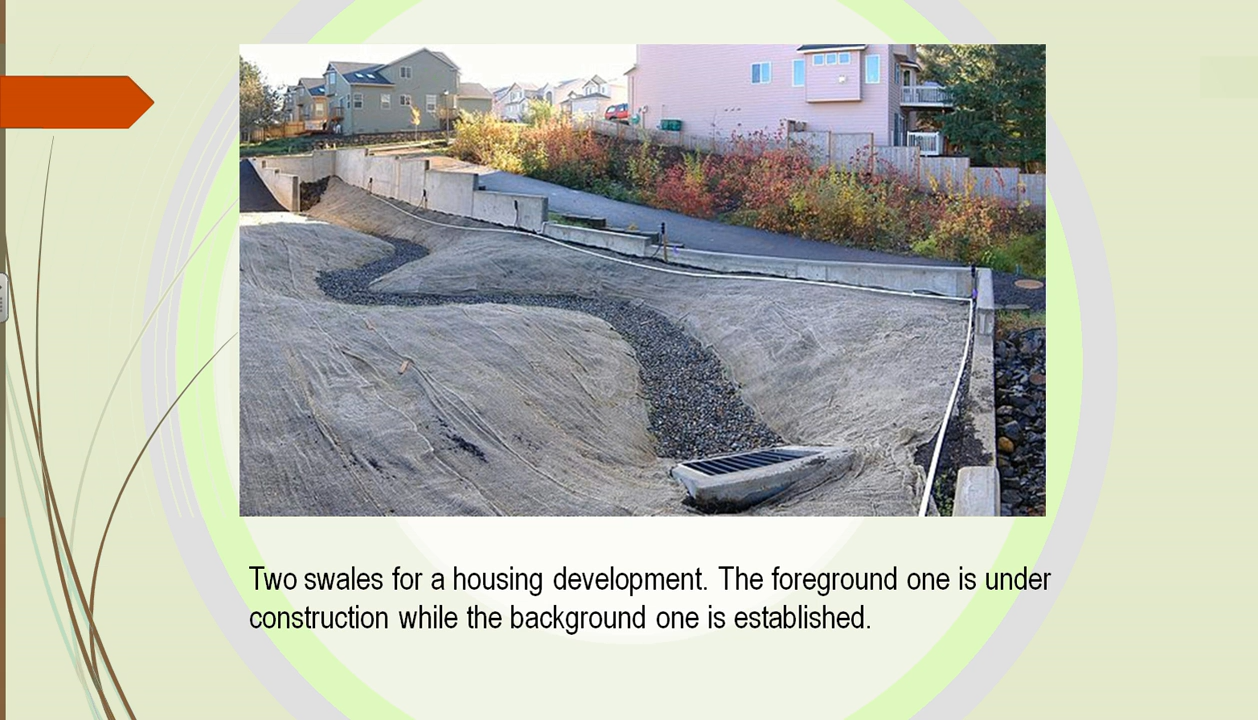 Two swales for a housing development. The foreground one is under
construction while the background one is established.